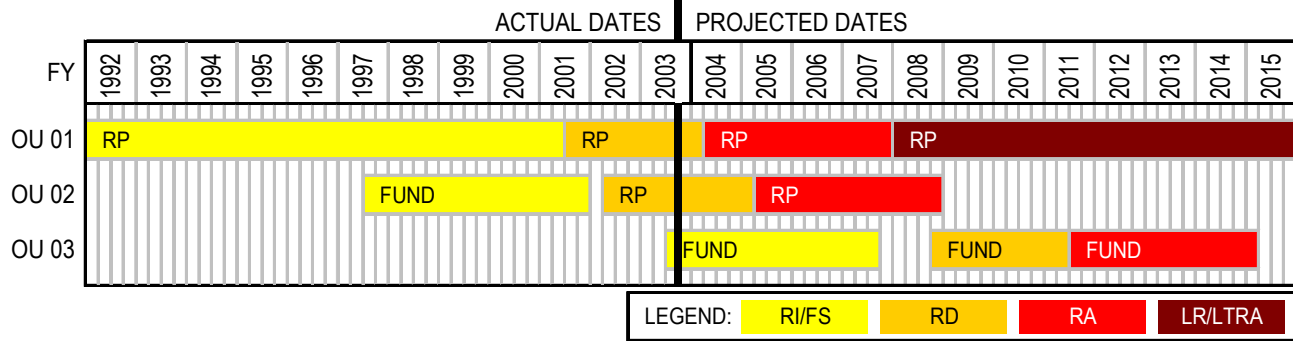 ACTUAL DATES PROJECTED DATES
FY 1992 1993 1994 1995 1996 1997 1998 1999 2000 2001 2002 2003 2004 2005 2006 2007 2008 2009 2010 2011 2012 2013 2014 2015
OU 01 RP RP RP RP
OU 02 FUND RP RP
OU 03 FUND FUND FUND
LEGEND: RI/FS RD RA LR/LTRA